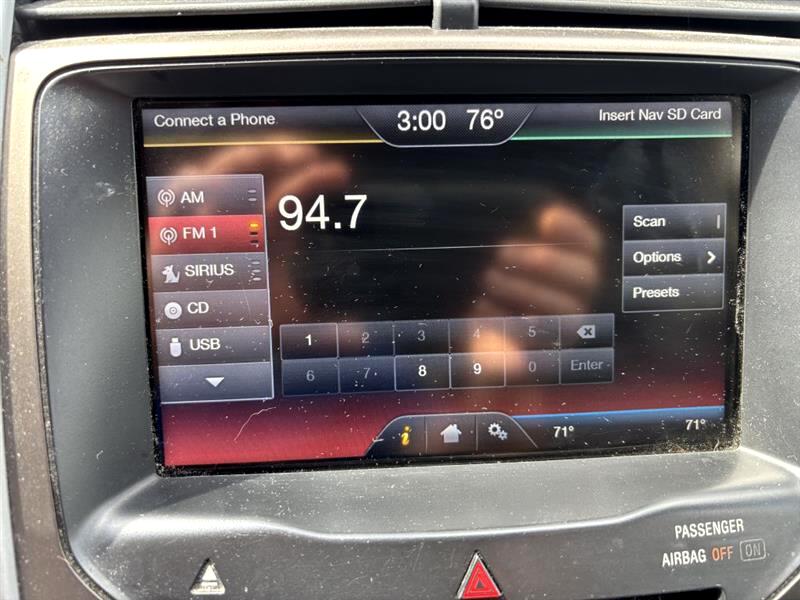 Connect a Phone
3:00 76°
Insert Nav SD Card
AM
FM 1
SIRIUS
CD
USB
94.7
Scan
Options
Presets
1 2 3 4 5
6 7 8 9 0 Enter
i
71°
71°
PASSENGER
AIRBAG OFF ON